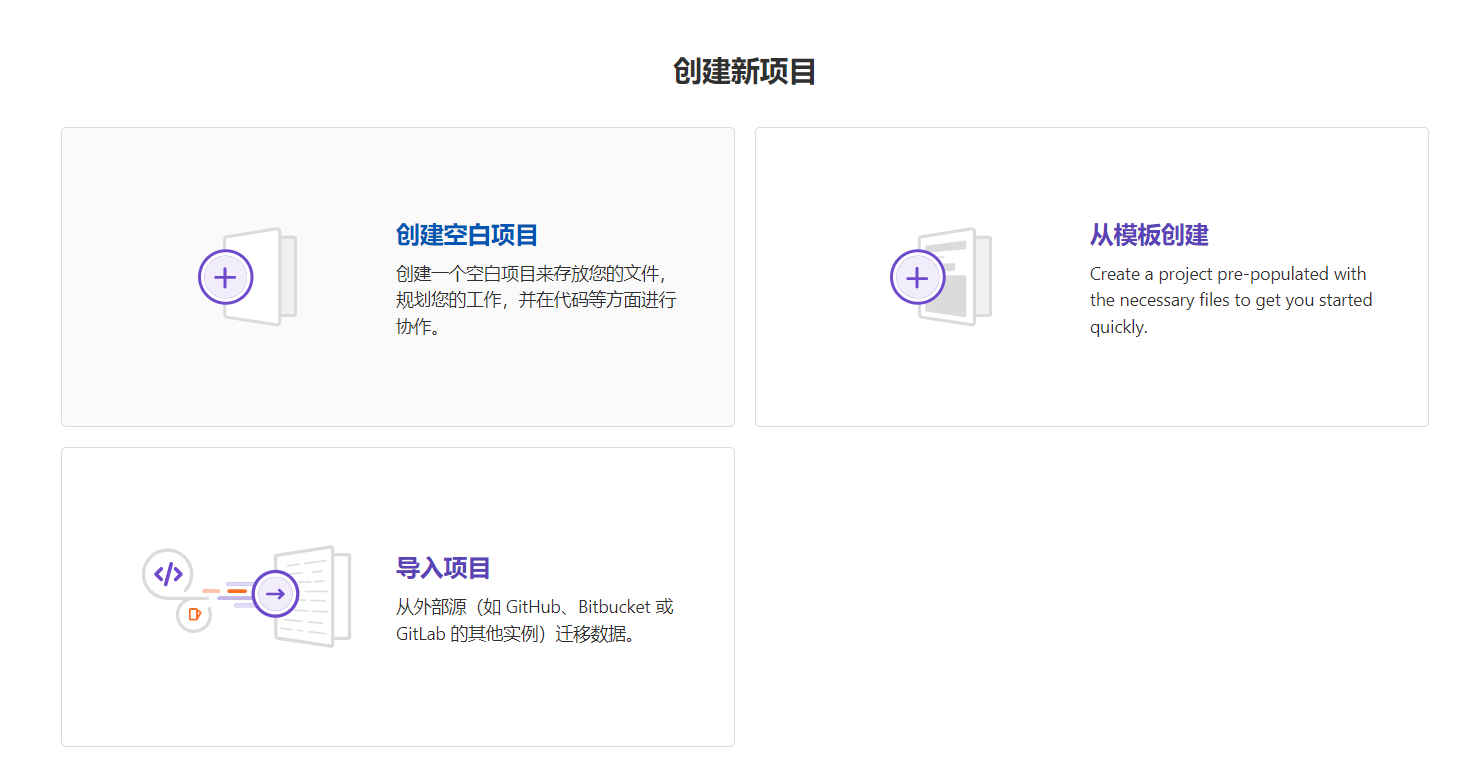 创建新项目
创建空白项目
创建一个空白项目来存放您的文件，
规划您的工作，并在代码等方面进行
协作。
从模板创建
Create a project pre-populated with
the necessary files to get you started
quickly.
导入项目
从外部源（如 GitHub、Bitbucket 或
GitLab 的其他实例）迁移数据。